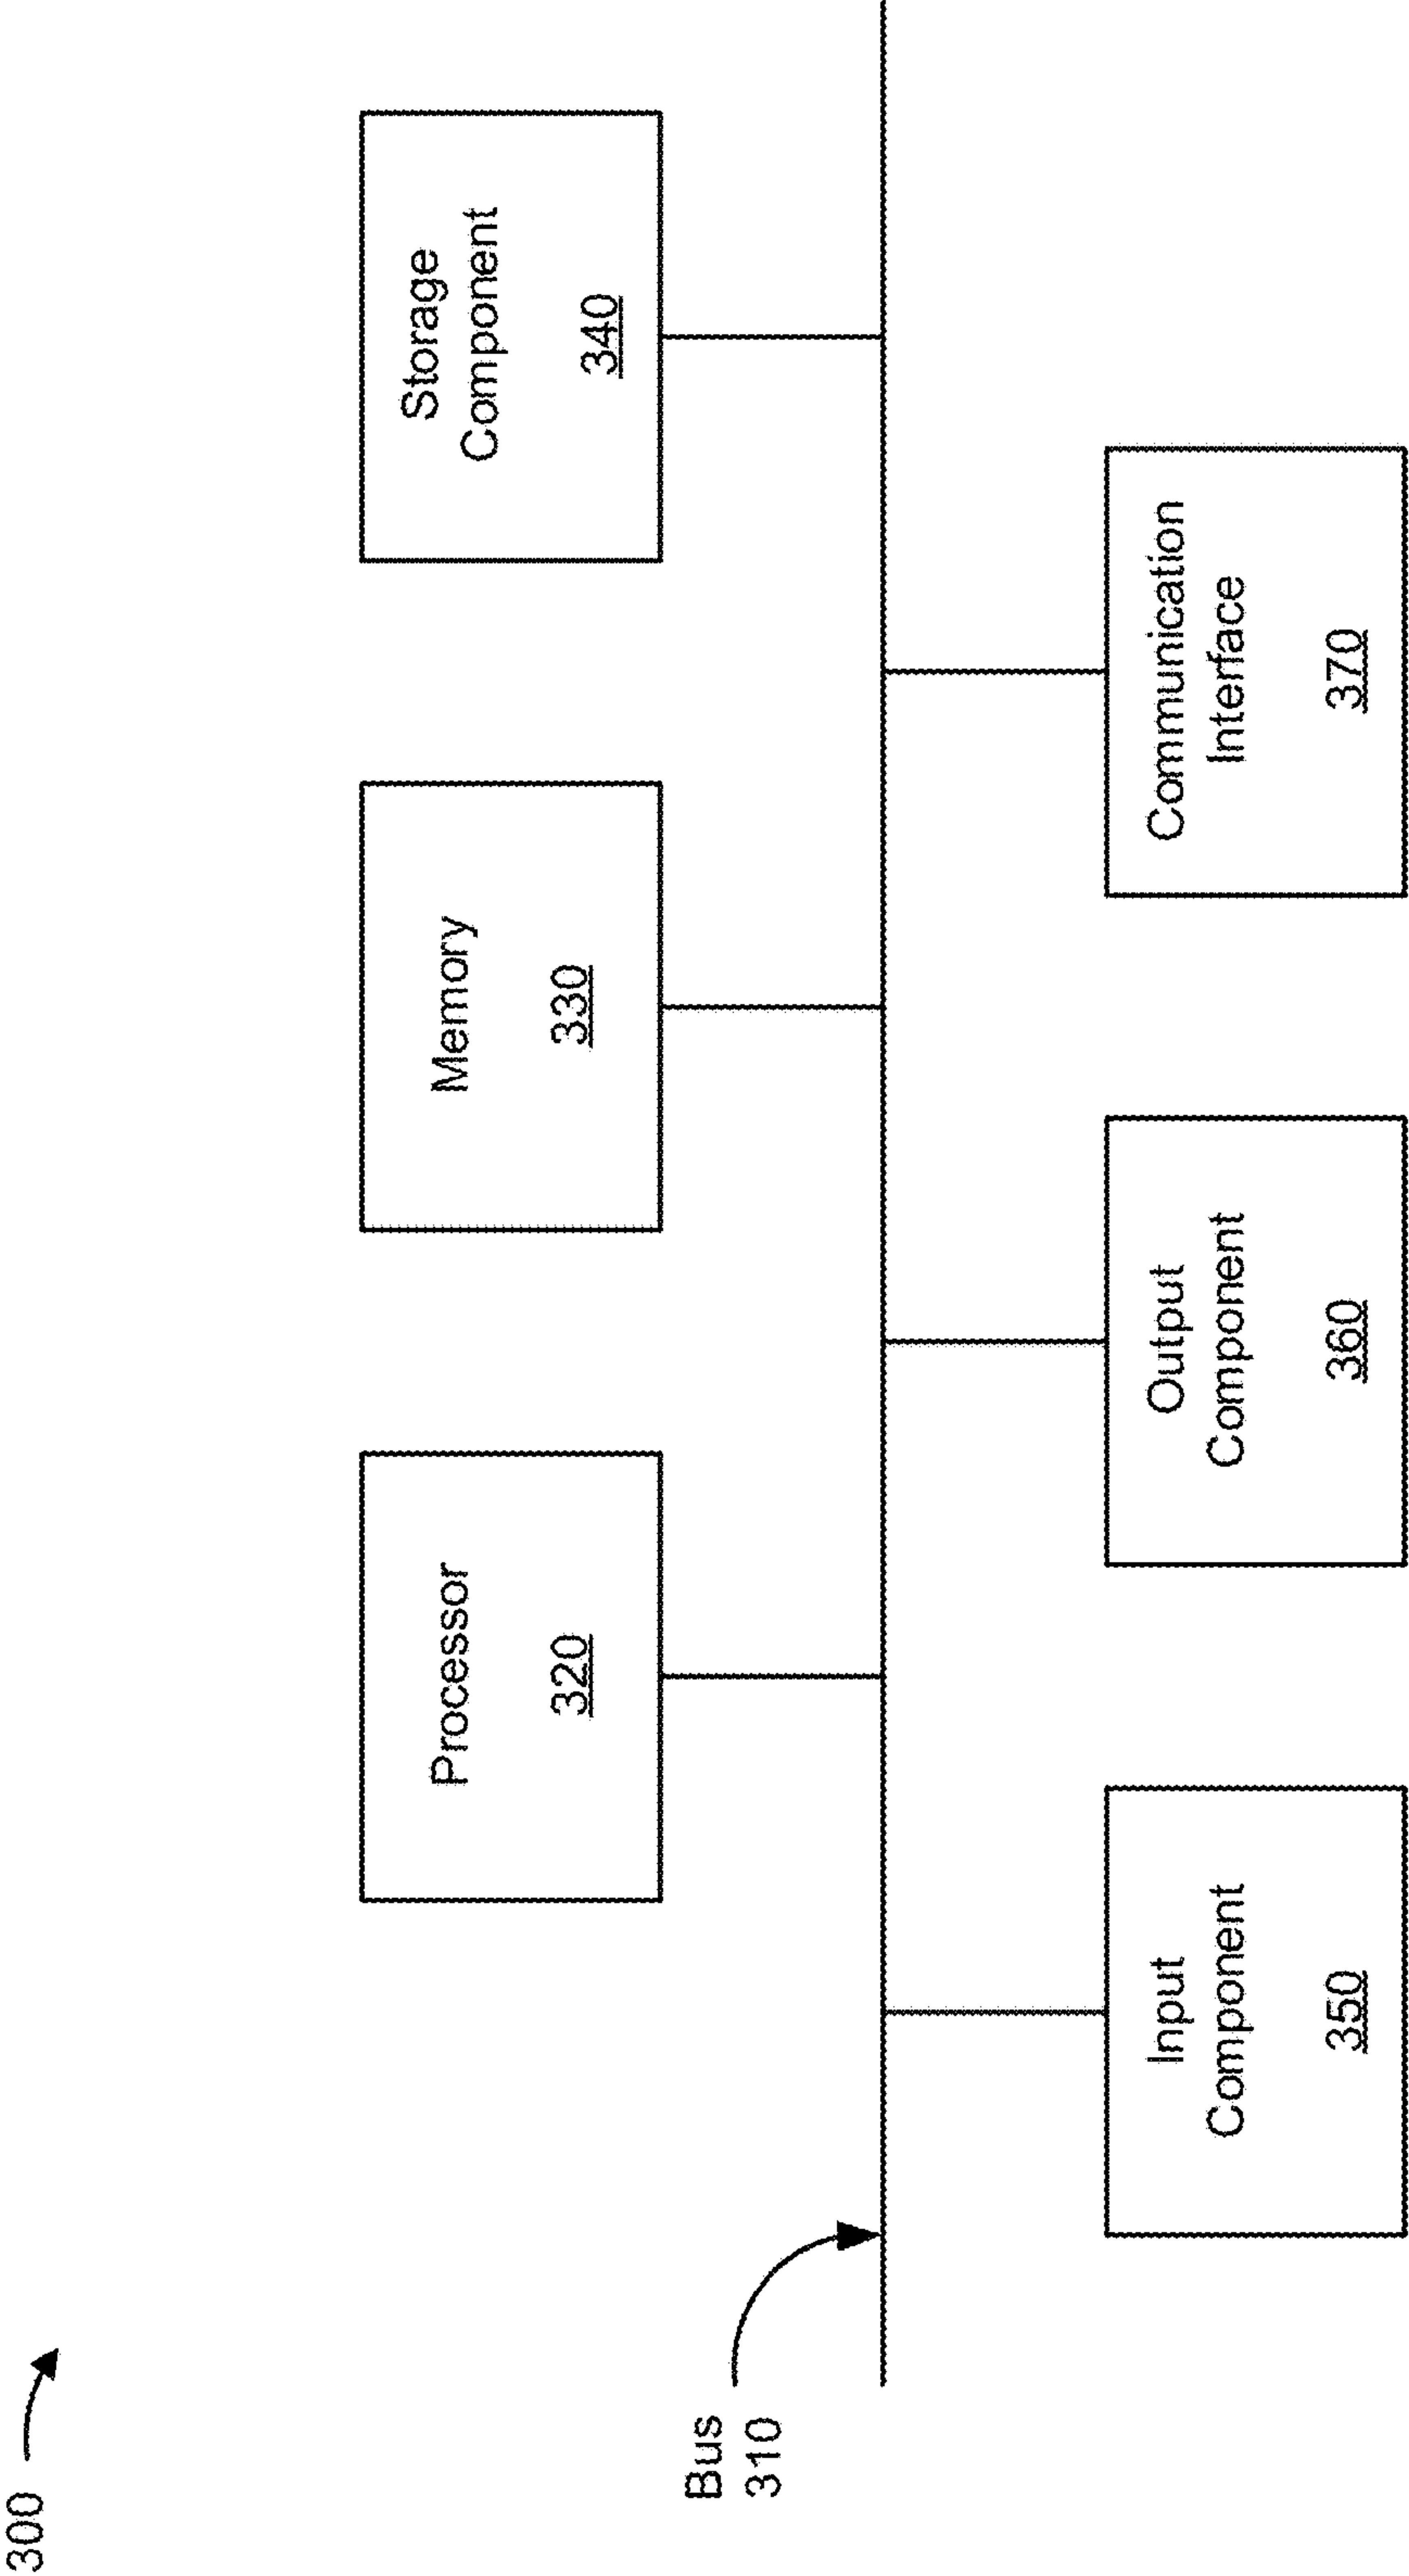 300
Processor
320
Memory
330
Storage
Component
340
Bus
310
Input
Component
350
Output
Component
360
Communication
Interface
370